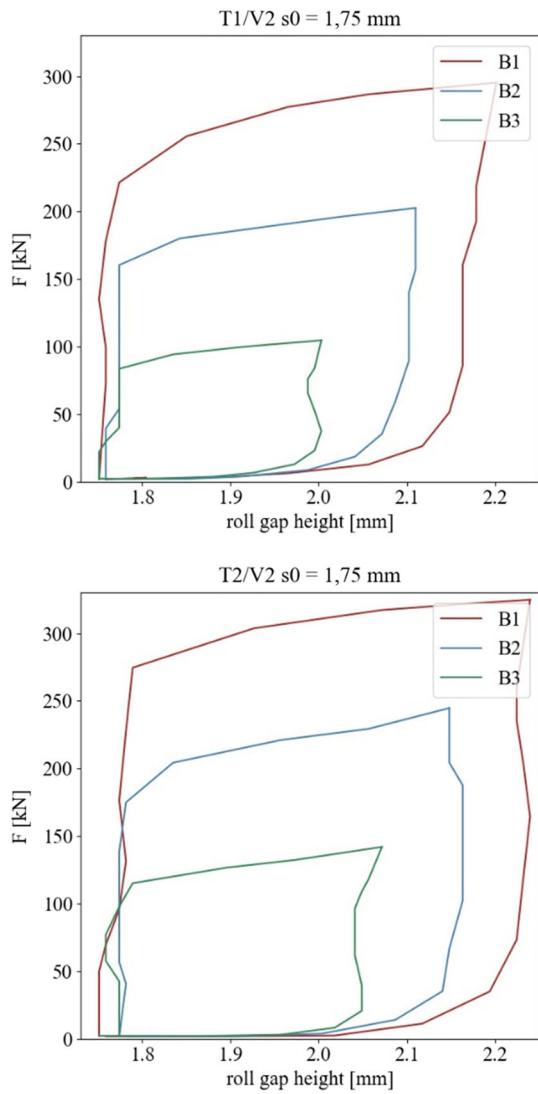 T1/V2 s0 = 1,75 mm
B1
B2
B3
300
250
200
150
100
50
0
F [kN]
1.8 1.9 2.0 2.1 2.2
roll gap height [mm]
T2/V2 s0 = 1,75 mm
B1
B2
B3
300
250
200
150
100
50
0
F [kN]
1.8 1.9 2.0 2.1 2.2
roll gap height [mm]